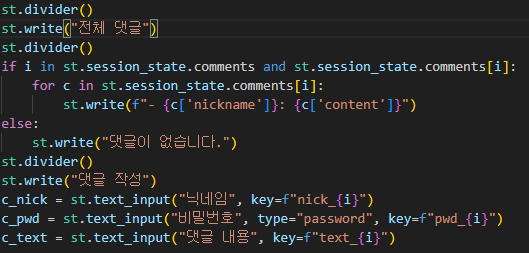 st.divider()
st.write("전체 댓글")
st.divider()
if i in st.session_state.comments and st.session_state.comments[i]:
    for c in st.session_state.comments[i]:
        st.write(f"- {c['nickname']}: {c['content']}")
else:
    st.write("댓글이 없습니다.")
st.divider()
st.write("댓글 작성")
c_nick = st.text_input("닉네임", key=f"nick_{i}")
c_pwd = st.text_input("비밀번호", type="password", key=f"pwd_{i}")
c_text = st.text_input("댓글 내용", key=f"text_{i}")